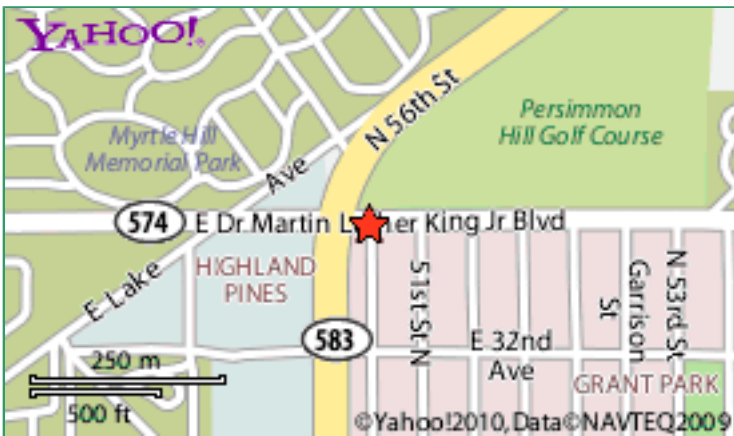 YAHOO!
N 56th St
Persimmon
Hill Golf Course
Myrtle Hill
Memorial Park
Ave
574
E Dr Martin L her King Jr Blvd
HIGHLAND
PINES
E Lake
51st St N
Garrison
St
N 53rd St
583
E 32nd
Ave
250 m
500 ft
GRANT PARK
©Yahoo!2010, Data©NAVTEQ2009